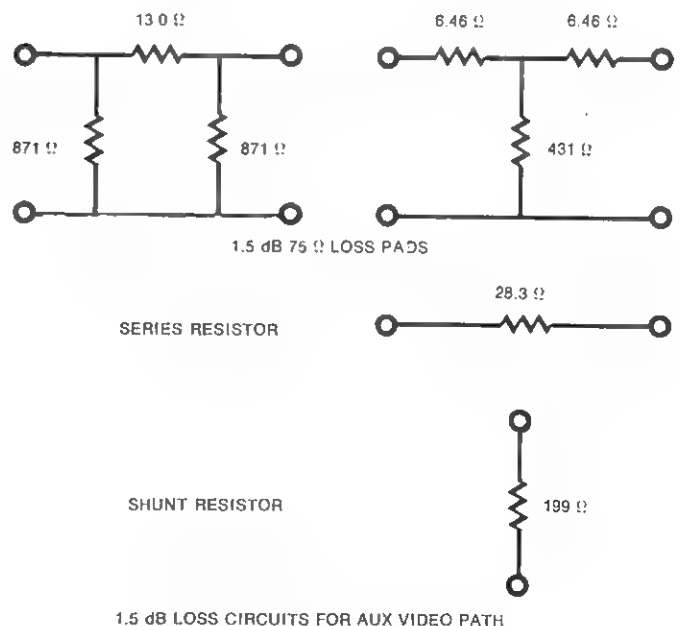 13.0 Ω
6.46 Ω 6.46 Ω
871 Ω 871 Ω 431 Ω
1.5 dB 75 Ω LOSS PADS
28.3 Ω
SERIES RESISTOR
SHUNT RESISTOR 199 Ω
1.5 dB LOSS CIRCUITS FOR AUX VIDEO PATH